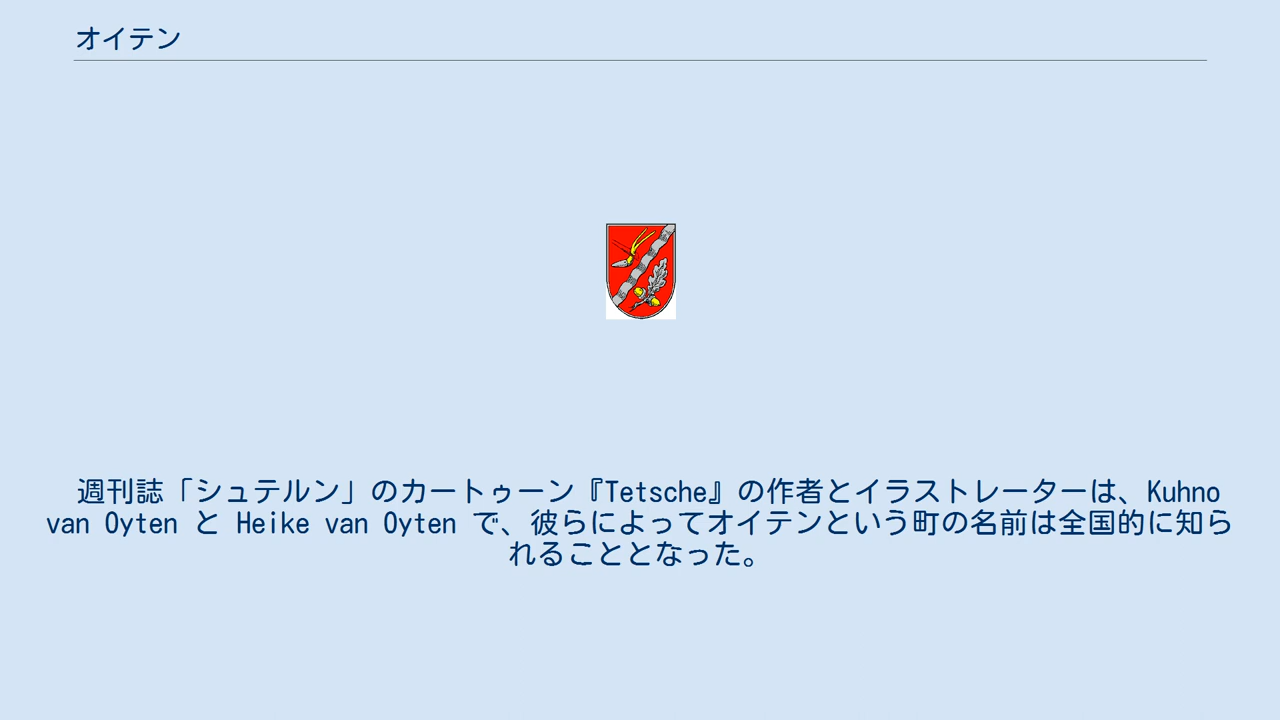 オイテン
週刊誌「シュテルン」のカートゥーン『Tetsche』の作者とイラストレーターは、Kuhno
van Oyten と Heike van Oyten で、彼らによってオイテンという町の名前は全国的に知ら
れることとなった。